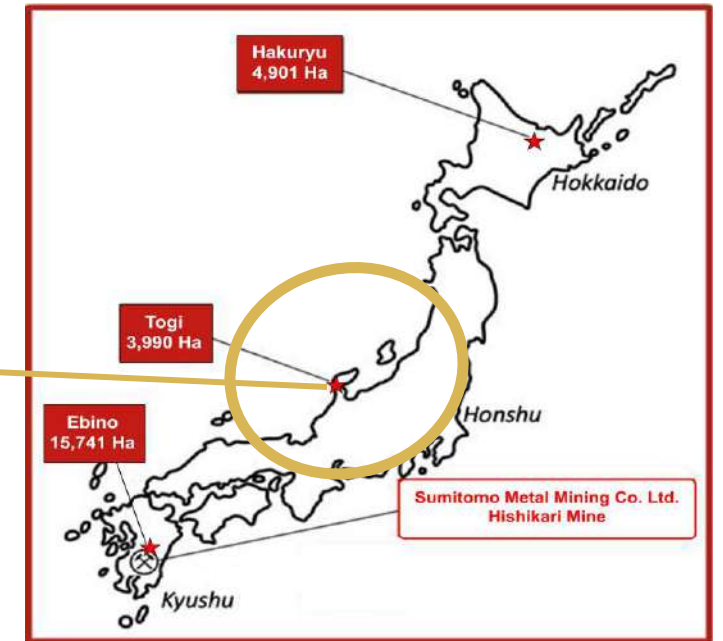 Hakuryu
4,901 Ha
Hokkaido
Togi
3,990 Ha
Honshu
Ebino
15,741 Ha
Sumitomo Metal Mining Co. Ltd.
Hishikari Mine
Kyushu